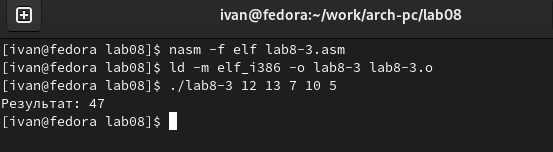 ivan@fedora:~/work/arch-pc/lab08
[ivan@fedora lab08]$ nasm -f elf lab8-3.asm
[ivan@fedora lab08]$ ld -m elf_i386 -o lab8-3 lab8-3.o
[ivan@fedora lab08]$ ./lab8-3 12 13 7 10 5
Результат: 47
[ivan@fedora lab08]$